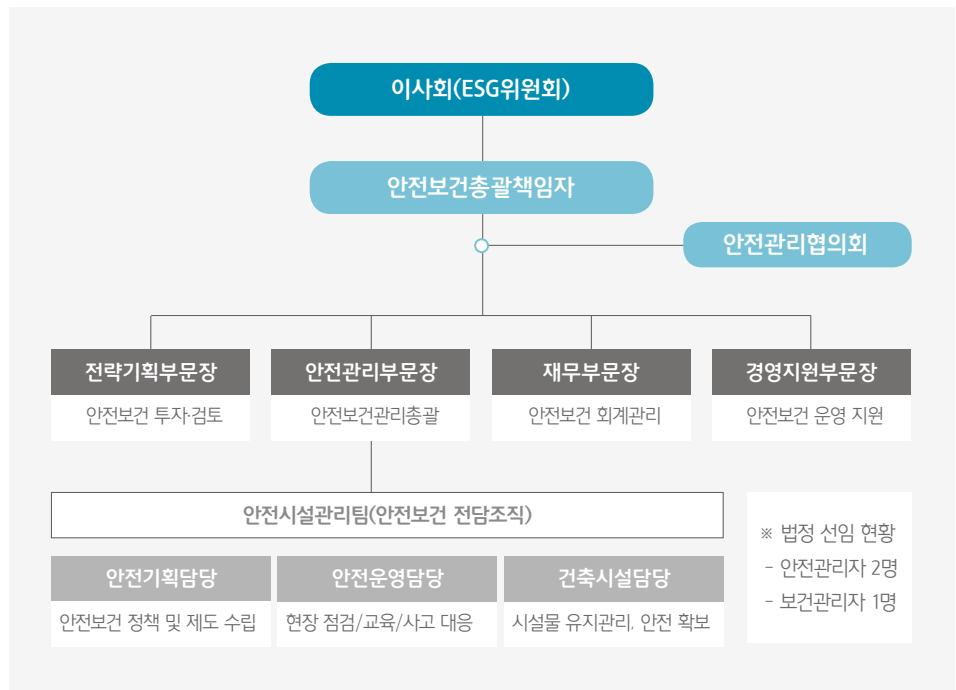 이사회(ESG위원회)
안전보건총괄책임자
안전관리협의회
전략기획부문장
안전보건 투자·검토
안전관리부문장
안전보건관리총괄
재무부문장
안전보건 회계관리
경영지원부문장
안전보건 운영 지원
안전시설관리팀(안전보건 전담조직)
안전기획담당
안전보건 정책 및 제도 수립
안전운영담당
현장 점검/교육/사고 대응
건축시설담당
시설물 유지관리, 안전 확보
※ 법정 선임 현황
- 안전관리자 2명
- 보건관리자 1명